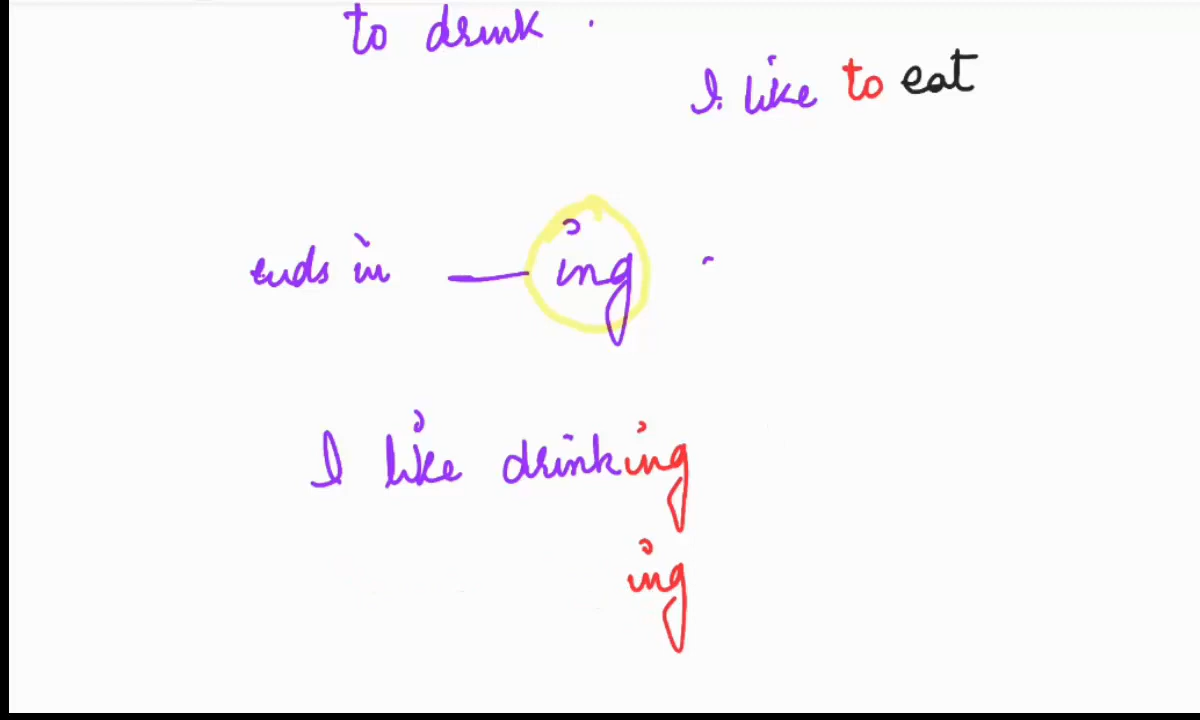 to drink .
I like to eat
ends in — ing
I like drinking
ing